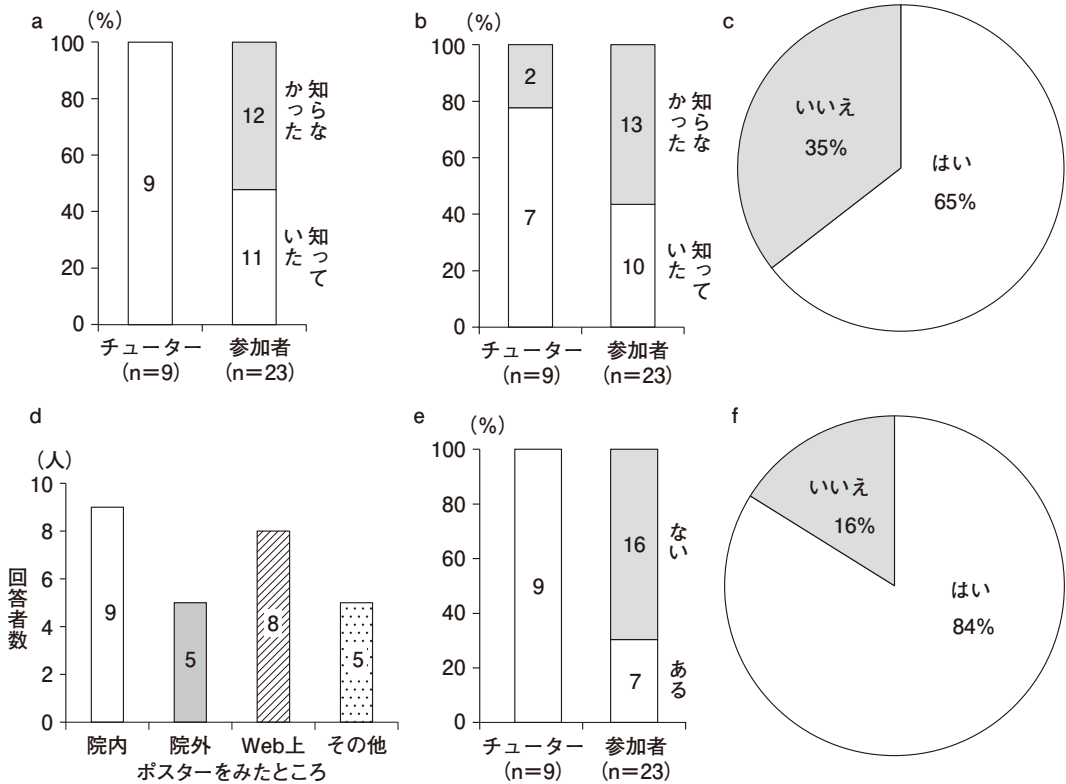 a
(%)
100
80
60
40
20
0
9
12
11
知らな
かった
知って
いた
チューター
(n=9)
参加者
(n=23)
b
(%)
100
80
60
40
20
0
2
7
13
10
知らな
かった
知って
いた
チューター
(n=9)
参加者
(n=23)
c
いいえ
35%
はい
65%
d
(人)
10
8
6
4
2
0
回答者数
9
5
8
5
院内
院外
Web上
その他
ポスターをみたところ
e
(%)
100
80
60
40
20
0
9
16
7
ない
ある
チューター
(n=9)
参加者
(n=23)
f
いいえ
16%
はい
84%